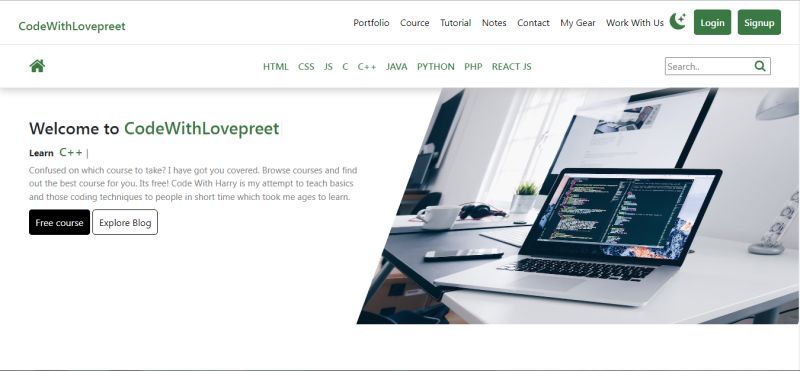 CodeWithLovepreet
Portfolio Cource Tutorial Notes Contact My Gear Work With Us Login Signup
HTML CSS JS C C++ JAVA PYTHON PHP REACT JS
Search..
Welcome to CodeWithLovepreet
Learn C++ |
Confused on which course to take? I have got you covered. Browse courses and find
out the best course for you. Its free! Code With Harry is my attempt to teach basics
and those coding techniques to people in short time which took me ages to learn.
Free course Explore Blog